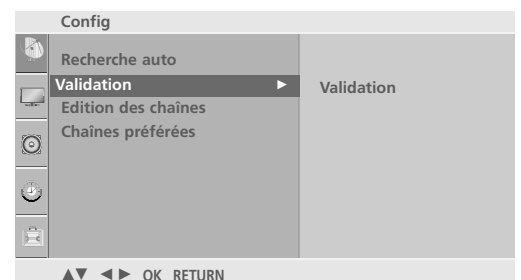 Config
Recherche auto
Validation ►
Validation
Edition des chaînes
Chaînes préférées
▲▼ ◄► OK RETURN